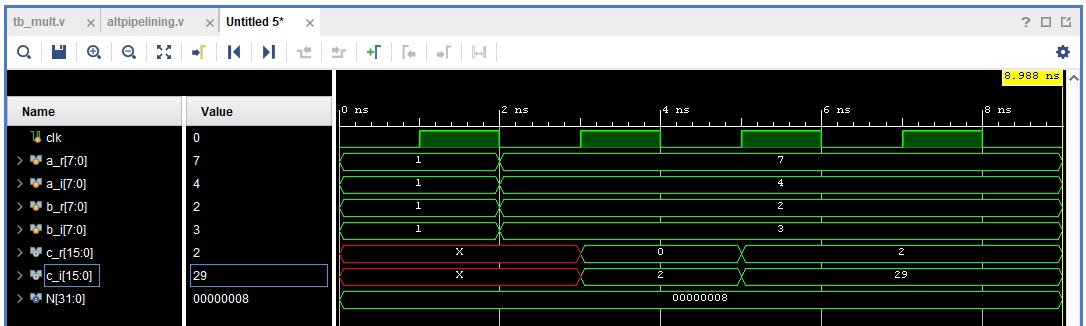 tb_mult.v × altpipelining.v × Untitled 5* ×
8.988 ns
Name Value 0 ns 2 ns 4 ns 6 ns 8 ns
clk 0
a_r[7:0] 7 1 7
a_i[7:0] 4 1 4
b_r[7:0] 2 1 2
b_i[7:0] 3 1 3
c_r[15:0] 2 X 0 2
c_i[15:0] 29 X 2 29
N[31:0] 00000008 00000008